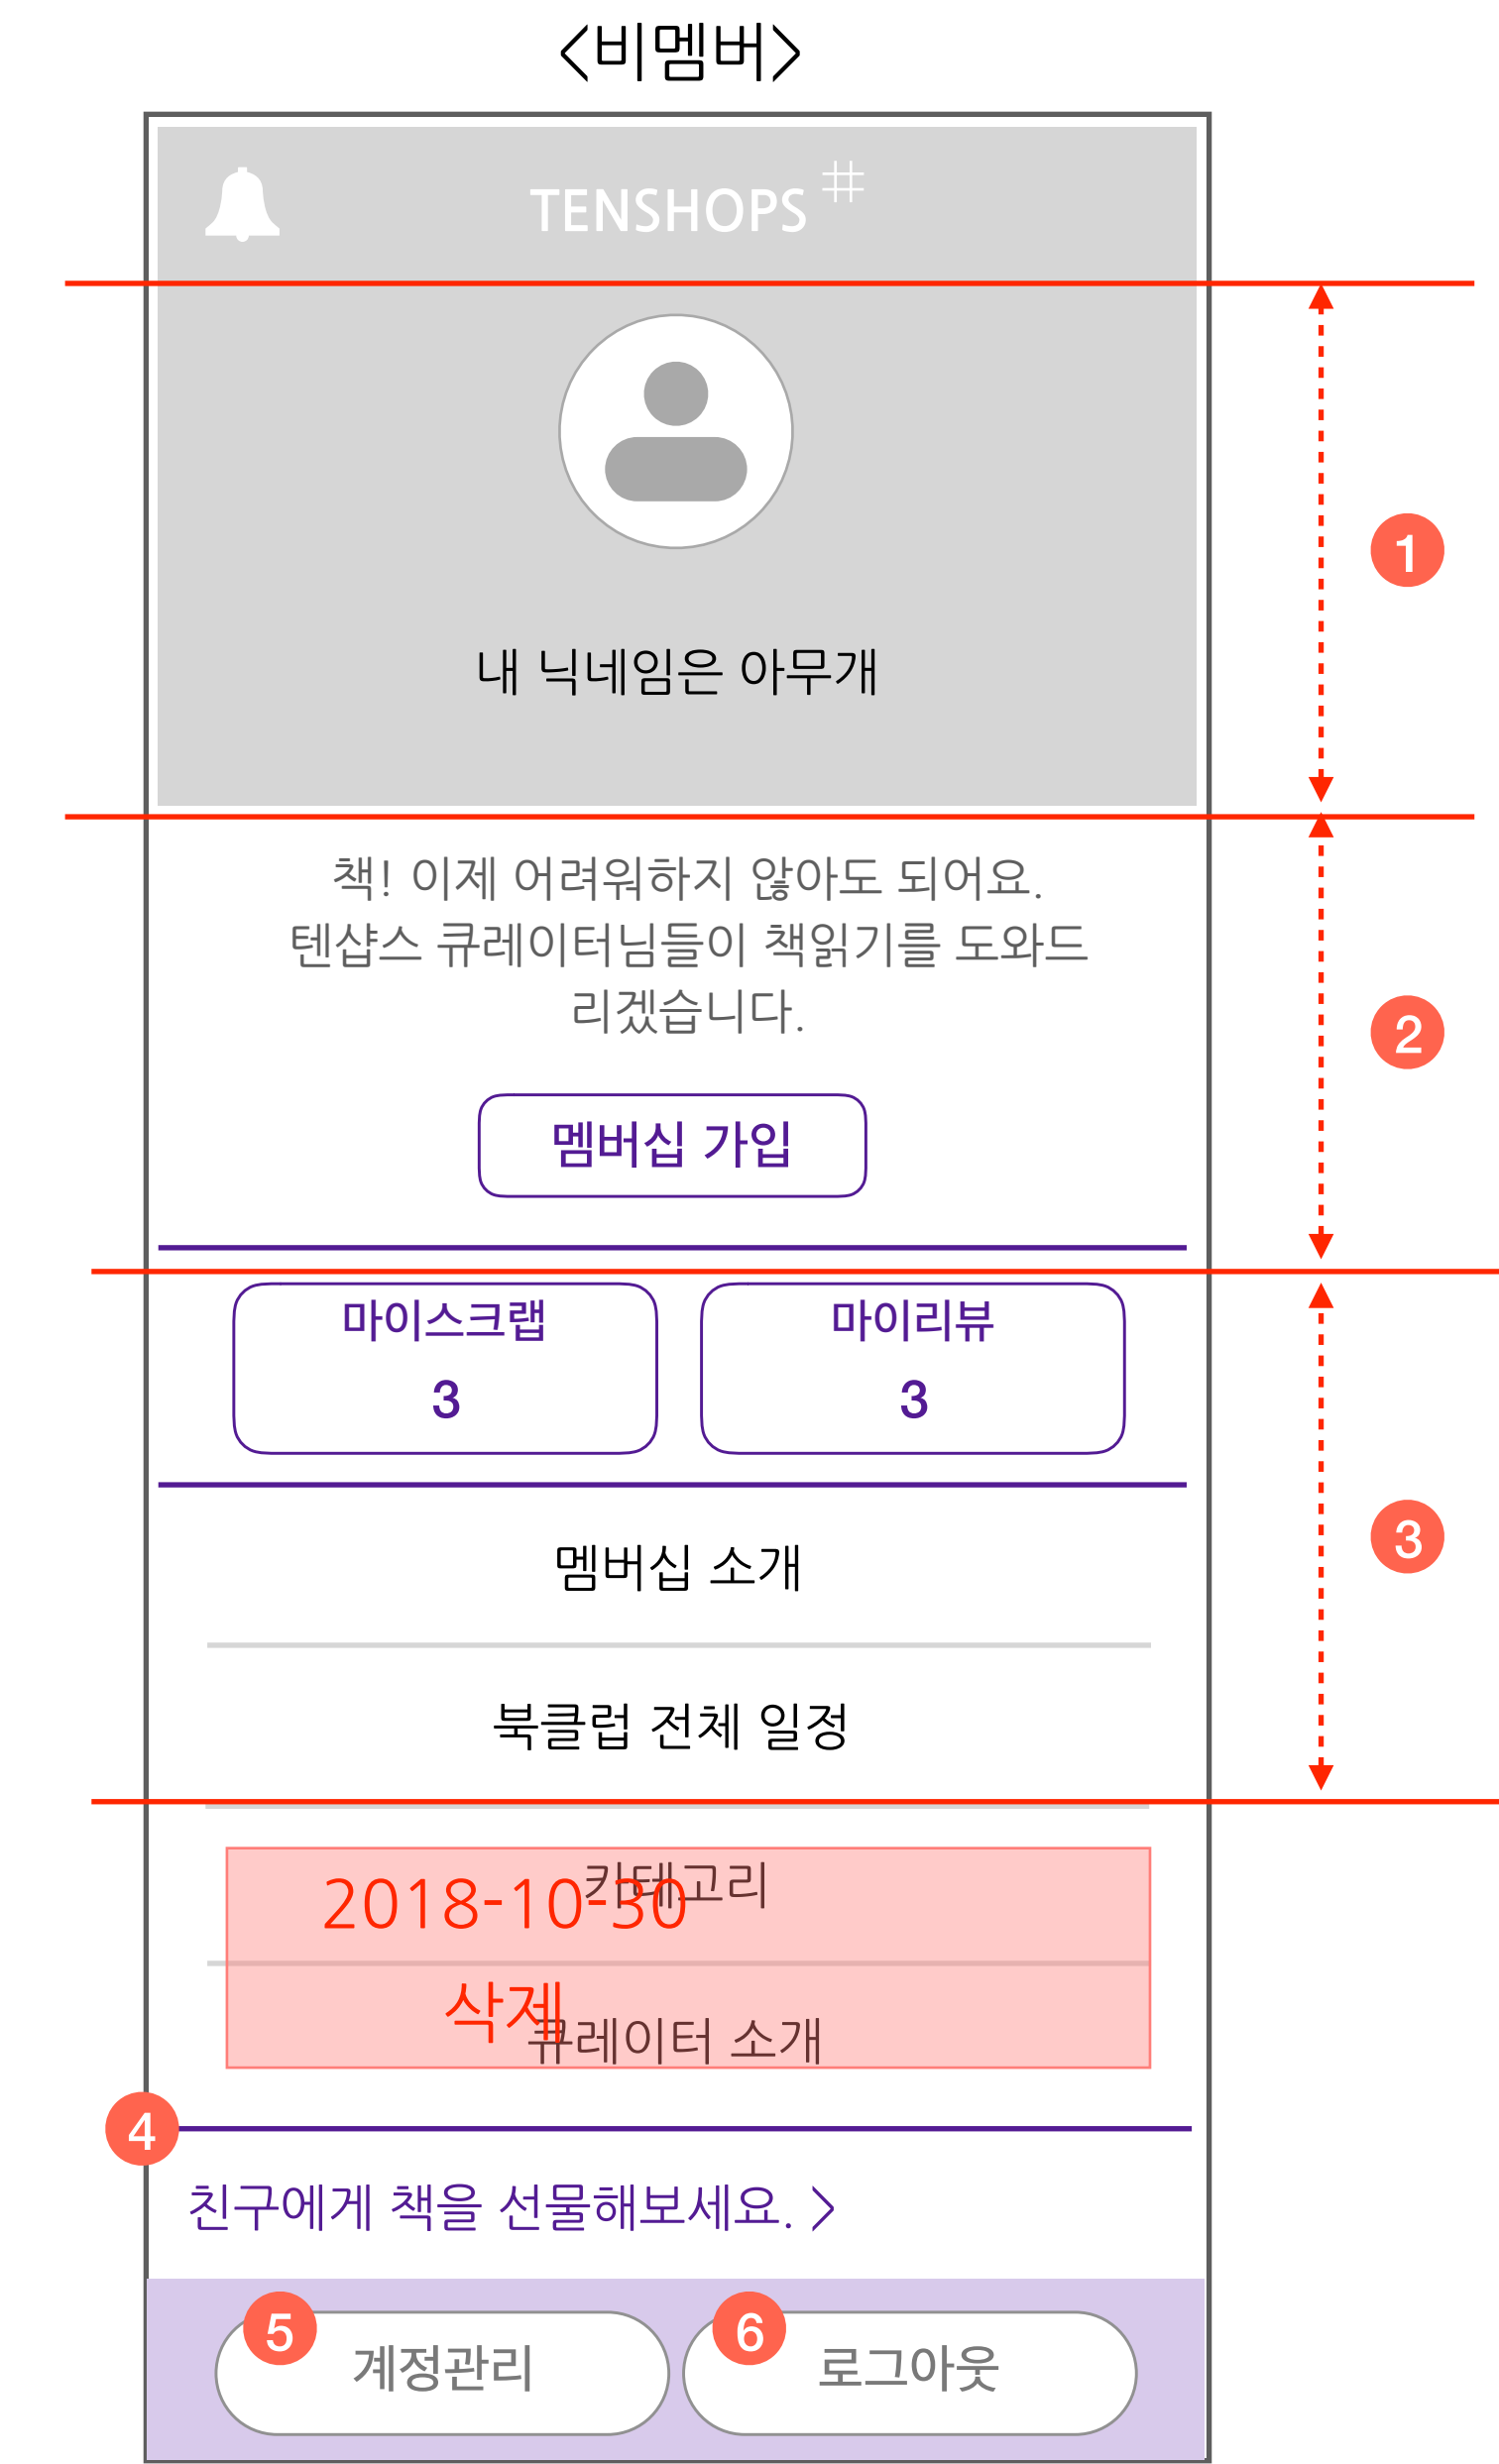 <비멤버>
TENSHOPS #
1
내 닉네임은 아무개
책! 이제 어려워하지 않아도 되어요.
텐샵스 큐레이터님들이 책읽기를 도와드
리겠습니다.
2
멤버십 가입
마이스크랩
3
마이리뷰
3
3
멤버십 소개
북클럽 전체 일정
카테고리
2018-10-30
삭제
큐레이터 소개
4
친구에게 책을 선물해보세요. >
5
계정관리
6
로그아웃